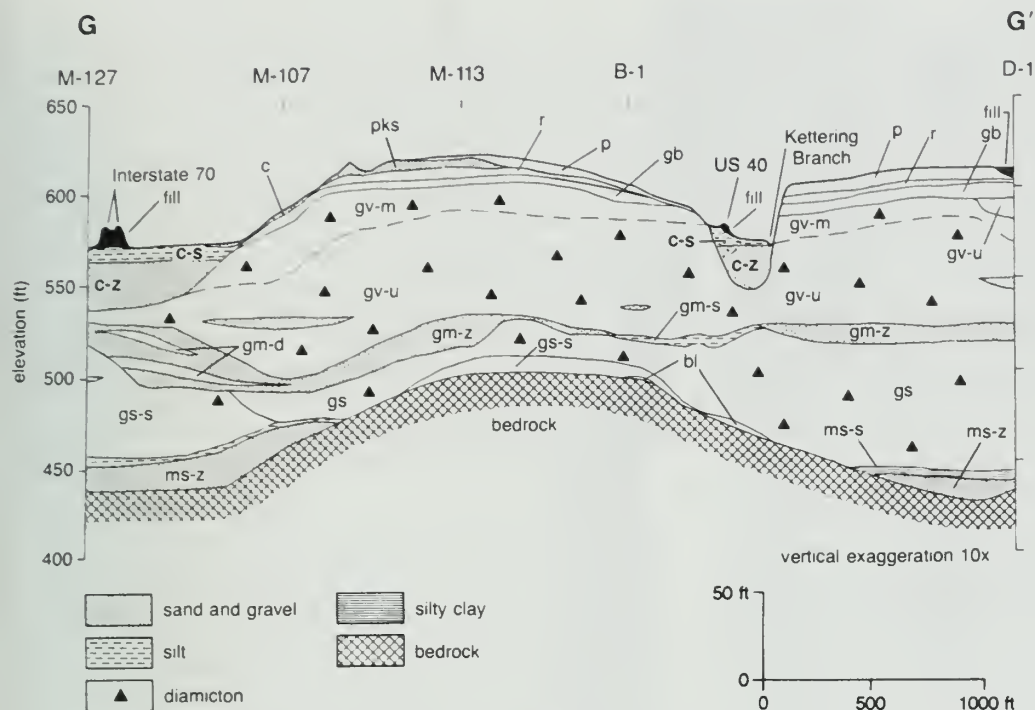 G G'
M-127 M-107 M-113 B-1 D-1
650
fill
pks r p gb Kettering Branch p r gb
Interstate 70 US 40
fill c fill
600
gv-m gv-m
c-s c-s gv-u
c-z c-z
550
gv-u gv-u
gm-s
gm-d gm-z gm-z
elevation (ft)
500
gs-s
bl
gs-s gs gs
bedrock
ms-s ms-z
450
ms-z
400
vertical exaggeration 10x
sand and gravel silty clay 50 ft
silt bedrock
diamicton 0
0 500 1000 ft